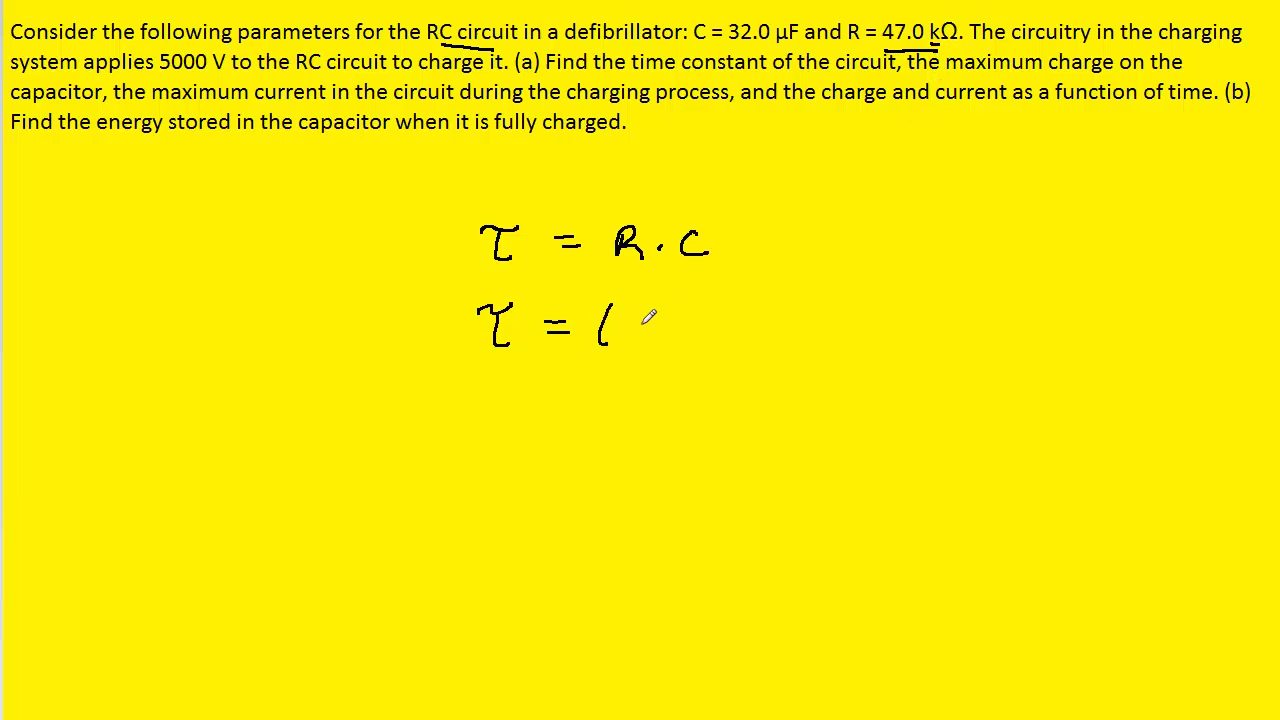 Consider the following parameters for the RC circuit in a defibrillator: C = 32.0 µF and R = 47.0 kΩ. The circuitry in the charging
system applies 5000 V to the RC circuit to charge it. (a) Find the time constant of the circuit, the maximum charge on the
capacitor, the maximum current in the circuit during the charging process, and the charge and current as a function of time. (b)
Find the energy stored in the capacitor when it is fully charged.
τ = R . C
τ = (